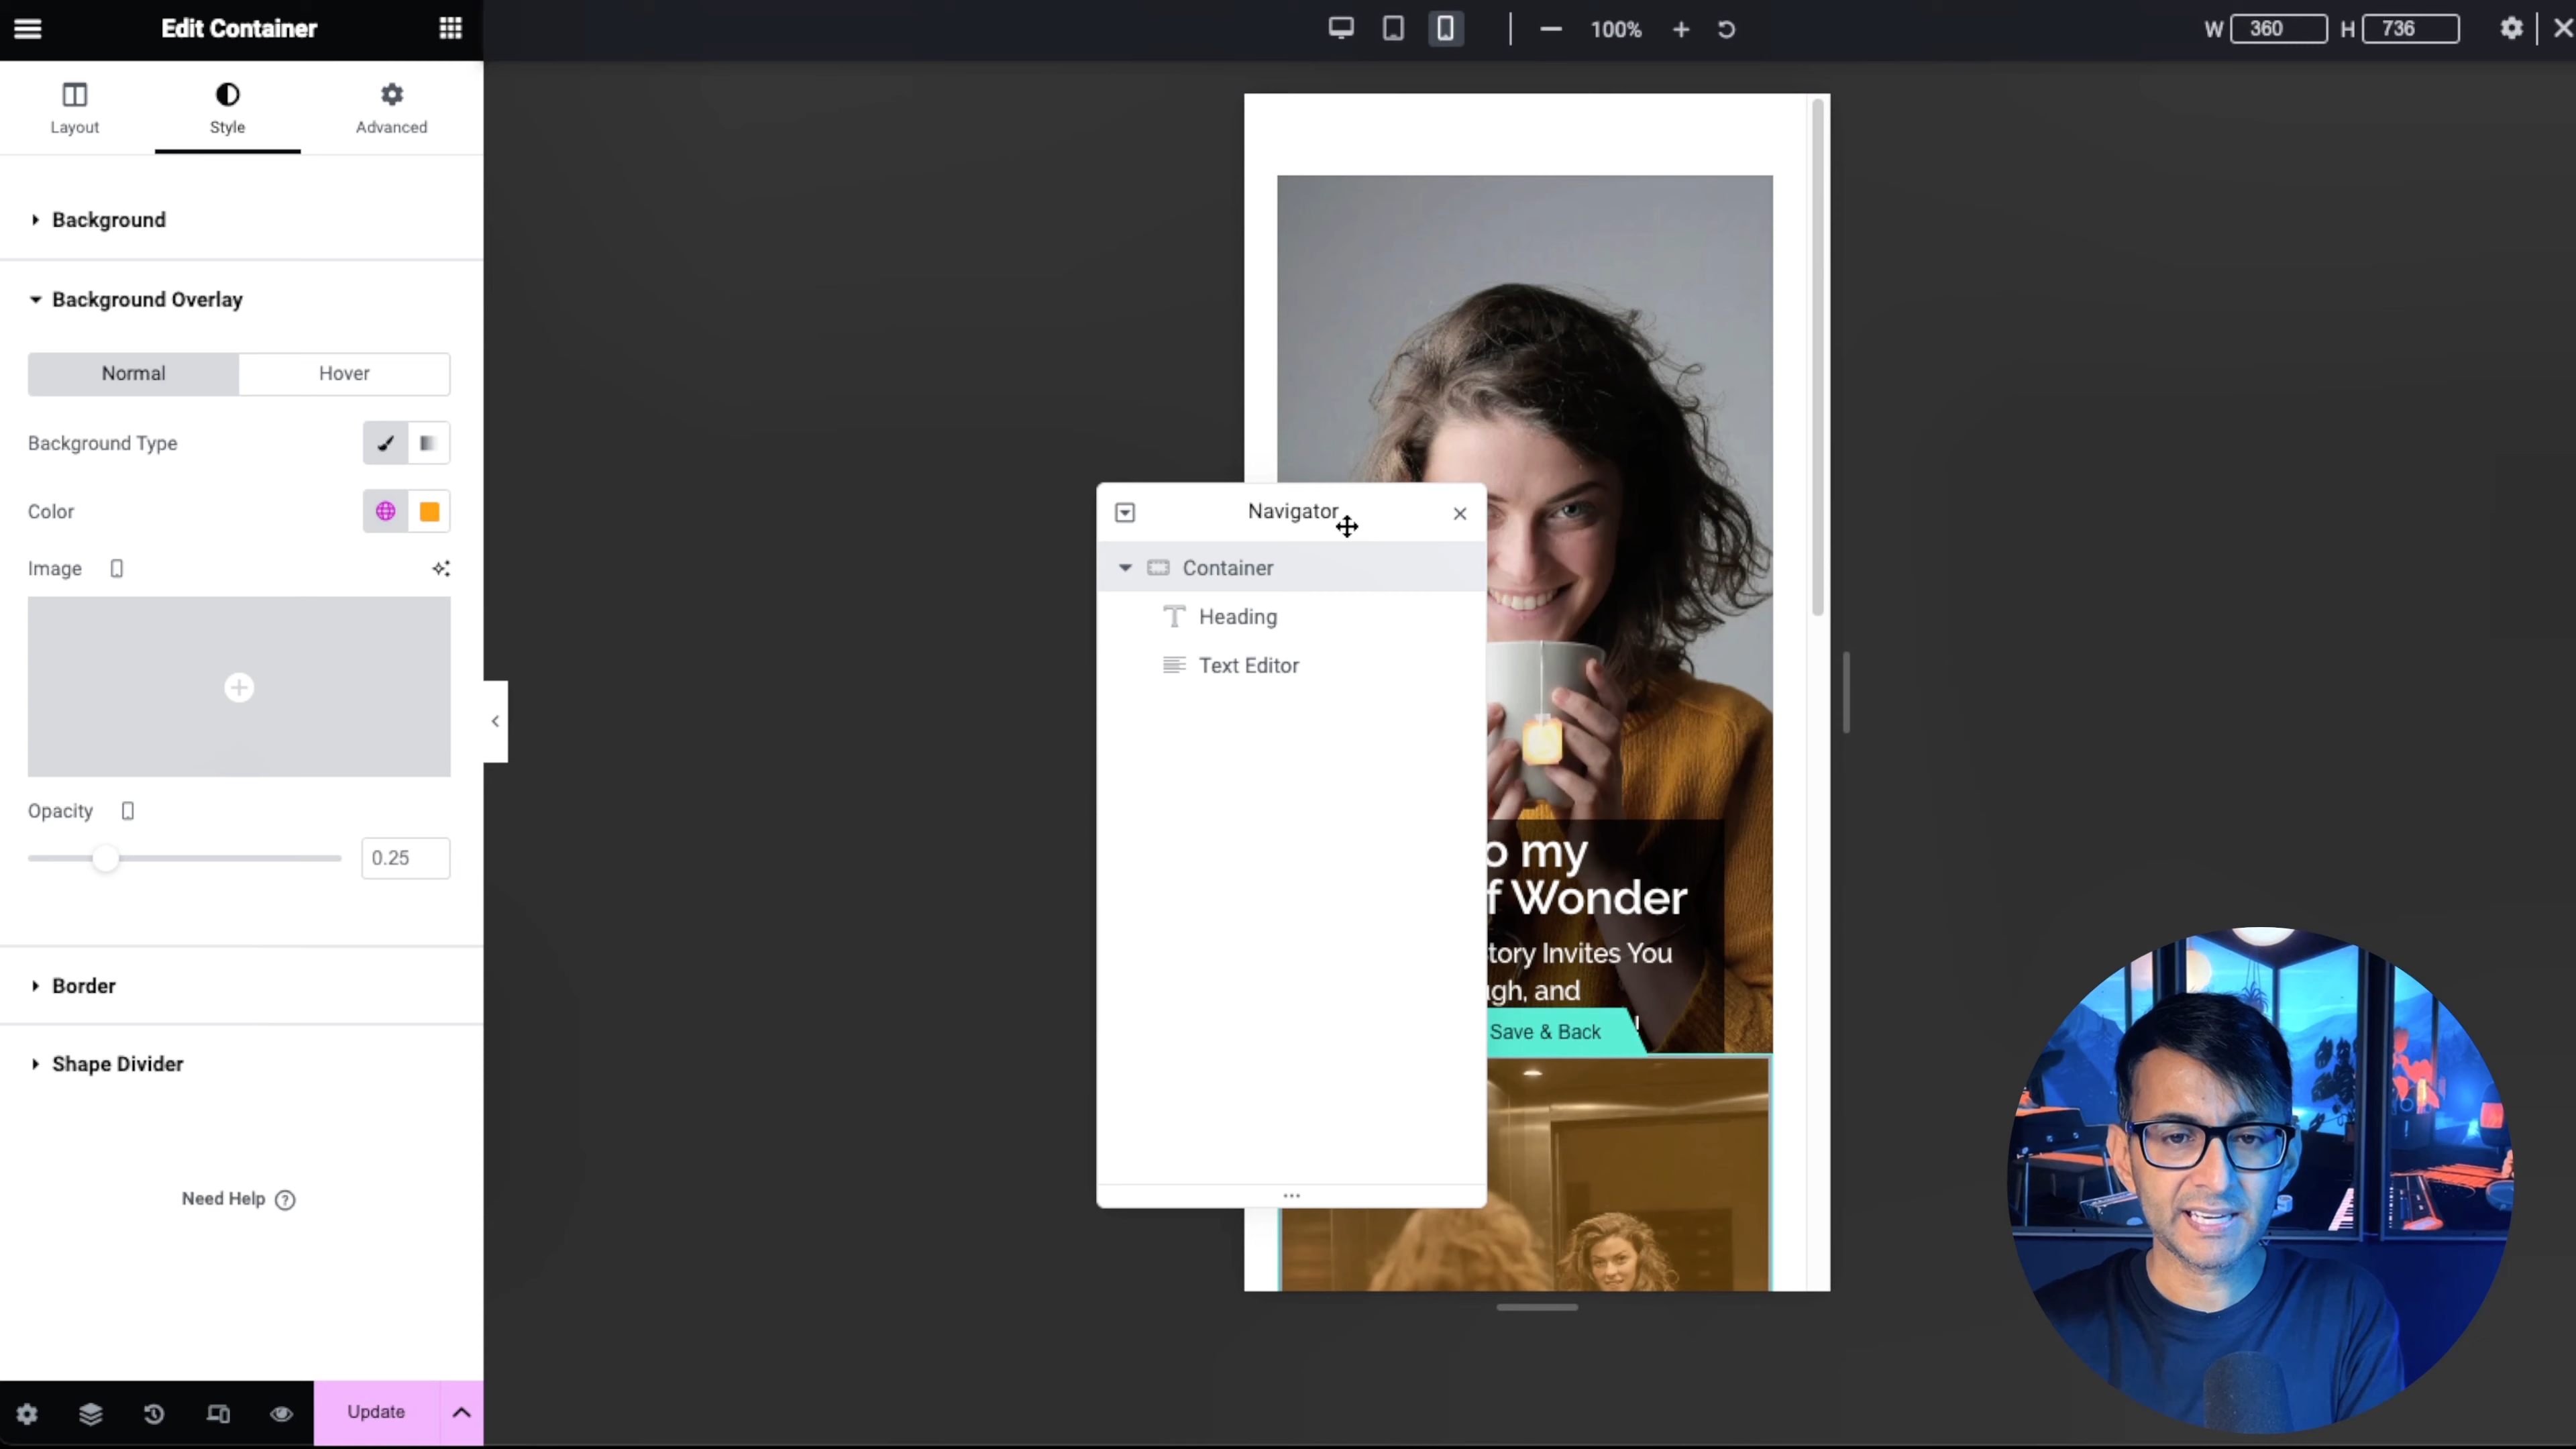 Edit Container
100%
W 360 H 736
Layout
Style
Advanced
Background
Background Overlay
Normal
Hover
Background Type
Color
Image
Opacity
0.25
Border
Shape Divider
Need Help ?
Update
Navigator
Container
Heading
Text Editor
o my
f Wonder
tory Invites You
gh, and
Save & Back